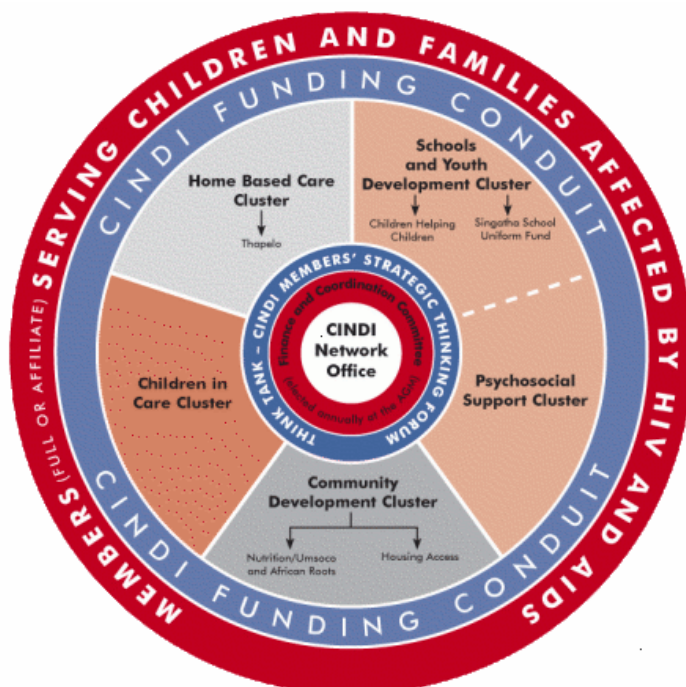 MEMBERS (FULL OR AFFILIATE) SERVING CHILDREN AND FAMILIES AFFECTED BY HIV AND AIDS
CINDI FUNDING CONDUIT
Home Based Care
Cluster
Thapelo
Schools
and Youth
Development Cluster
Children Helping
Children
Singatha School
Uniform Fund
THINK TANK – CINDI MEMBERS' STRATEGIC THINKING FORUM
Finance and Coordination Committee
(elected annually at the AGM)
CINDI
Network
Office
Children in
Care Cluster
Psychosocial
Support Cluster
Community
Development Cluster
Nutrition/Umsoco
and African Roots
Housing Access
CINDI FUNDING CONDUIT